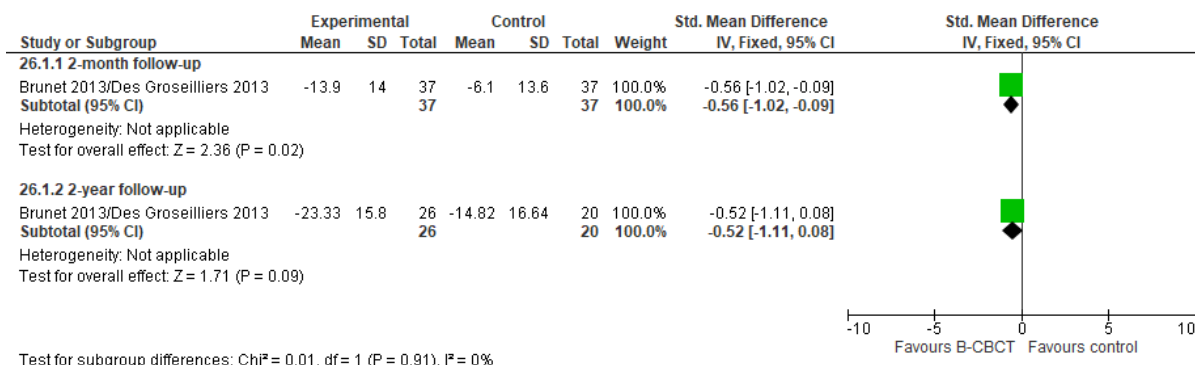 Experimental Control Std. Mean Difference Std. Mean Difference
Study or Subgroup Mean SD Total Mean SD Total Weight IV, Fixed, 95% CI IV, Fixed, 95% CI
26.1.1 2-month follow-up
Brunet 2013/Des Groseilliers 2013 -13.9 14 37 -6.1 13.6 37 100.0% -0.56 [-1.02, -0.09]
Subtotal (95% CI) 37 37 100.0% -0.56 [-1.02, -0.09]
Heterogeneity: Not applicable
Test for overall effect: Z = 2.36 (P = 0.02)
26.1.2 2-year follow-up
Brunet 2013/Des Groseilliers 2013 -23.33 15.8 26 -14.82 16.64 20 100.0% -0.52 [-1.11, 0.08]
Subtotal (95% CI) 26 20 100.0% -0.52 [-1.11, 0.08]
Heterogeneity: Not applicable
Test for overall effect: Z = 1.71 (P = 0.09)
-10 -5 0 5 10
Favours B-CBCT Favours control
Test for subgroup differences: Chi² = 0.01, df = 1 (P = 0.91), I² = 0%